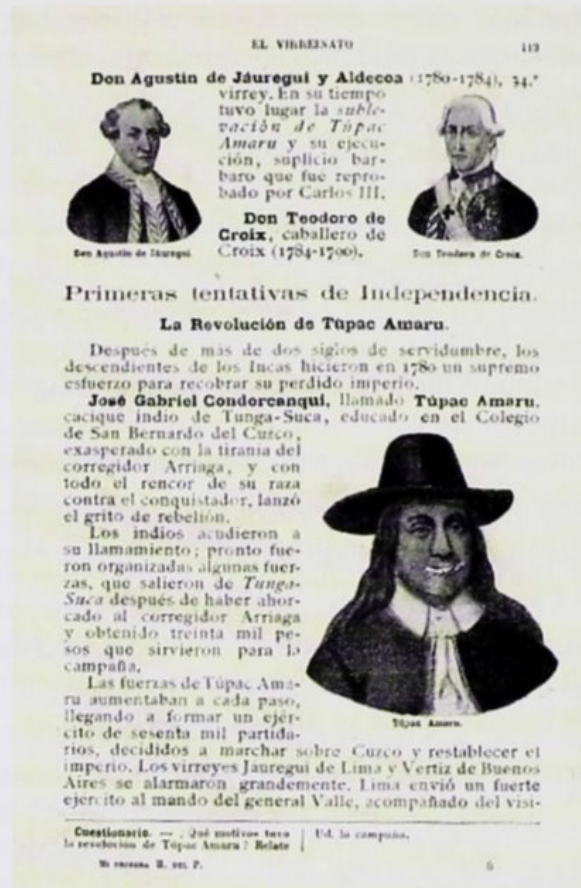 EL VIRREINATO 113
Don Agustín de Jáuregui y Aldecoa (1780-1784), 34.º
virrey. En su tiempo
tuvo lugar la suble-
vación de Túpac
Amaru y su ejecu-
ción, suplicio bár-
baro que fué repro-
bado por Carlos III.
Don Teodoro de
Croix, caballero de
Croix (1784-1790).
Don Agustín de Jáuregui.
Don Teodoro de Croix.
Primeras tentativas de Independencia.
La Revolución de Túpac Amaru.
Después de más de dos siglos de servidumbre, los
descendientes de los Incas hicieron en 1780 un supremo
esfuerzo para recobrar su perdido imperio.
José Gabriel Condorcanqui, llamado Túpac Amaru,
cacique indio de Tunga-Suca, educado en el Colegio
de San Bernardo del Cuzco,
exasperado con la tiranía del
corregidor Arriaga, y con
todo el rencor de su raza
contra el conquistador, lanzó
el grito de rebelión.
Los indios acudieron a
su llamamiento; pronto fue-
ron organizadas algunas fuer-
zas, que salieron de Tunga-
Suca después de haber ahor-
cado al corregidor Arriaga
y obtenido treinta mil pe-
sos que sirvieron para la
campaña.
Las fuerzas de Túpac Ama-
ru aumentaban a cada paso,
llegando a formar un ejér-
cito de sesenta mil partida-
rios, decididos a marchar sobre Cuzco y restablecer el
imperio. Los virreyes Jauregui de Lima y Vertiz de Buenos
Aires se alarmaron grandemente. Lima envió un fuerte
ejército al mando del general Valle, acompañado del visi-
Túpac Amaru.
Cuestionario. — ¿Qué motivos tuvo
la revolución de Túpac Amaru? Relate
Ud. la campaña.
H. DEL P. 6